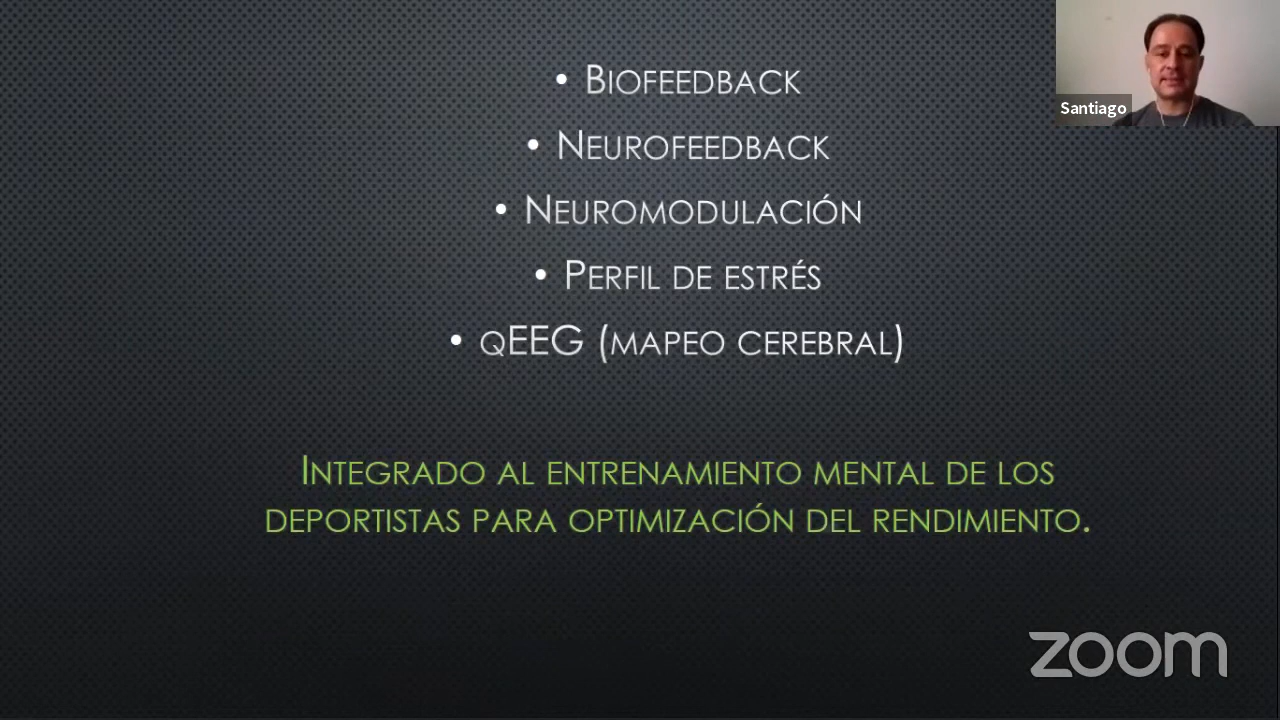 • Biofeedback
Santiago
• Neurofeedback
• Neuromodulación
• Perfil de estrés
• qEEG (mapeo cerebral)
Integrado al entrenamiento mental de los
deportistas para optimización del rendimiento.
zoom